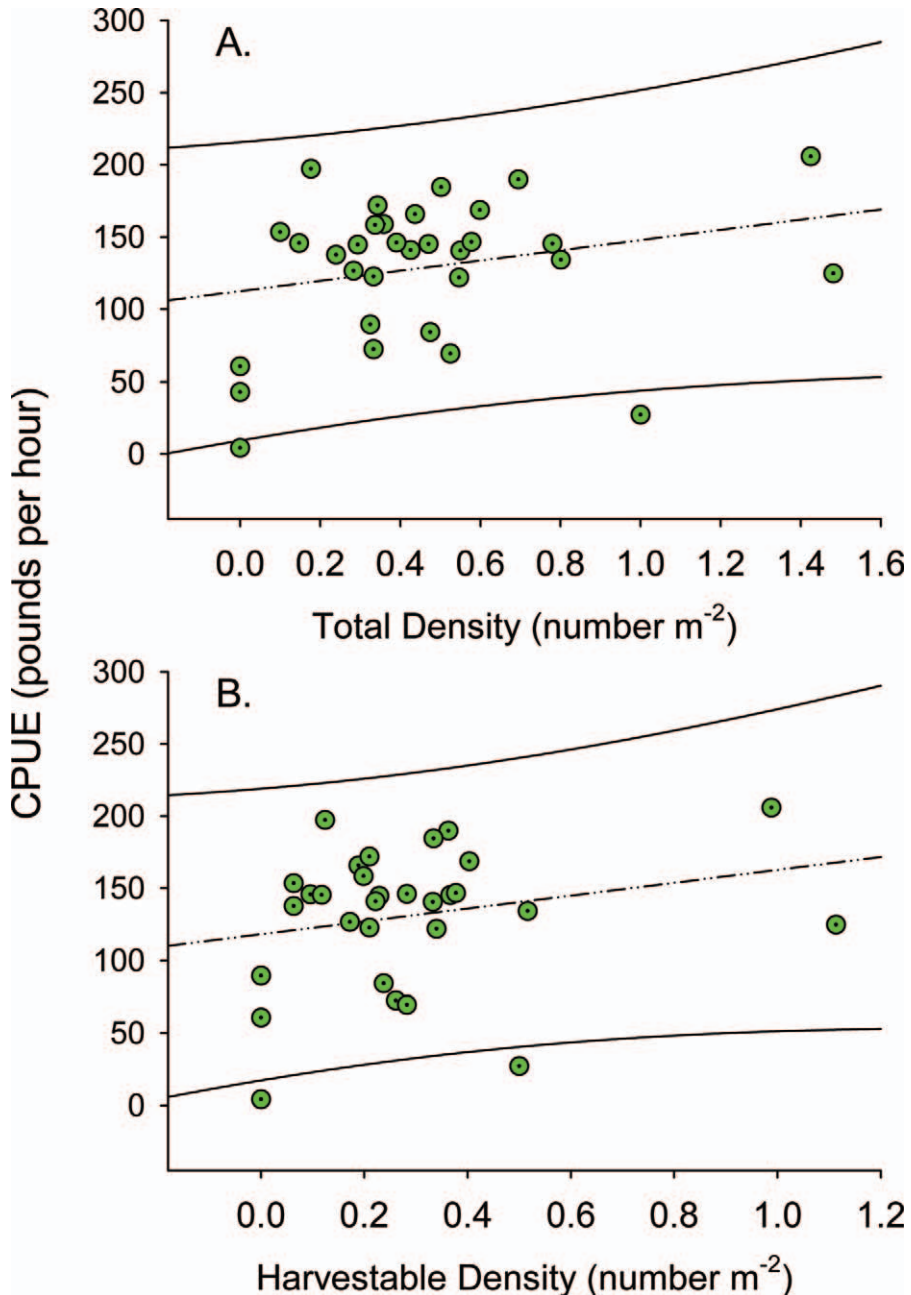 A.
300
250
200
150
100
50
0
0.0 0.2 0.4 0.6 0.8 1.0 1.2 1.4 1.6
Total Density (number m⁻²)
CPUE (pounds per hour)
B.
300
250
200
150
100
50
0
0.0 0.2 0.4 0.6 0.8 1.0 1.2
Harvestable Density (number m⁻²)